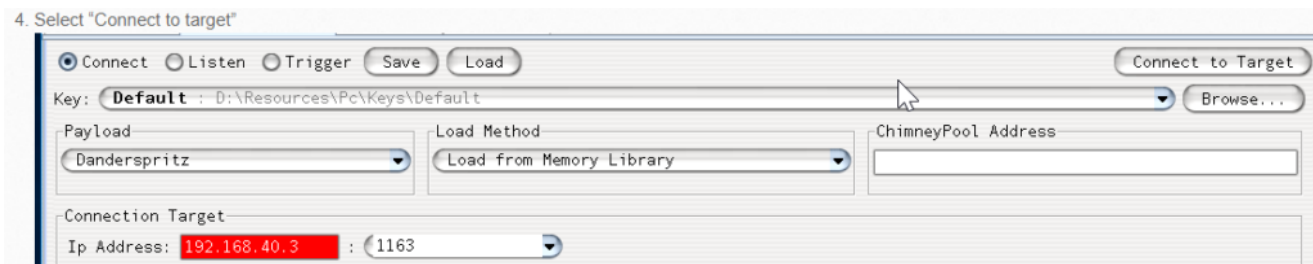 4. Select "Connect to target"
Connect Listen Trigger Save Load Connect to Target
Key: Default : D:\Resources\Pc\Keys\Default Browse...
Payload Load Method ChimneyPool Address
Danderspritz Load from Memory Library
Connection Target
Ip Address: 192.168.40.3 : 1163